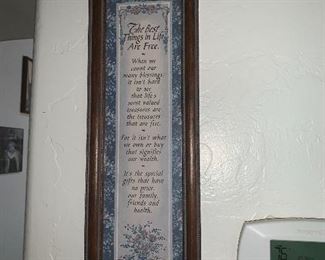 The Best
Things in Life
Are Free.
When we
count our
many blessings,
it isn't hard
to see
that life's
most valued
treasures are
the treasures
that are free.
For it isn't what
we own or buy
that signifies
our wealth.
It's the special
gifts that have
no price:
our family,
friends and
health.